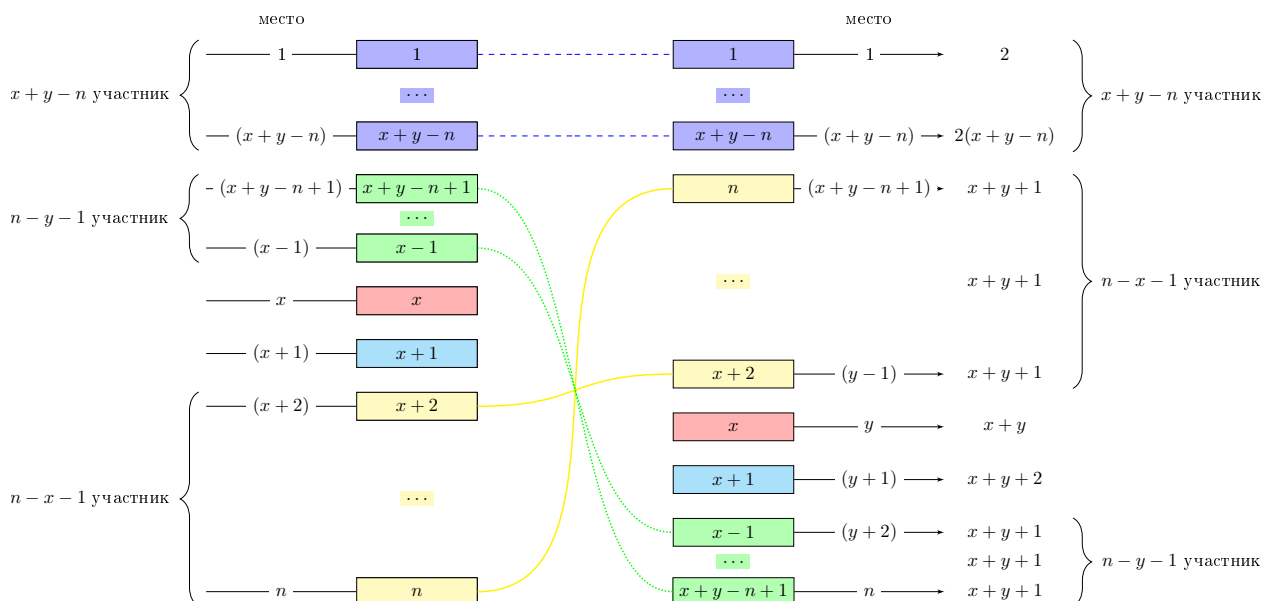 место место
x + y − n участник 1 1 1 1 2 x + y − n участник
··· ···
(x + y − n) x + y − n x + y − n (x + y − n) 2(x + y − n)
n − y − 1 участник (x + y − n + 1) x + y − n + 1 n (x + y − n + 1) x + y + 1
···
(x − 1) x − 1
··· x + y + 1 n − x − 1 участник
x x
(x + 1) x + 1 x + 2 (y − 1) x + y + 1
(x + 2) x + 2 x y x + y
x + 1 (y + 1) x + y + 2
n − x − 1 участник ···
x − 1 (y + 2) x + y + 1
··· x + y + 1 n − y − 1 участник
n n x + y − n + 1 n x + y + 1